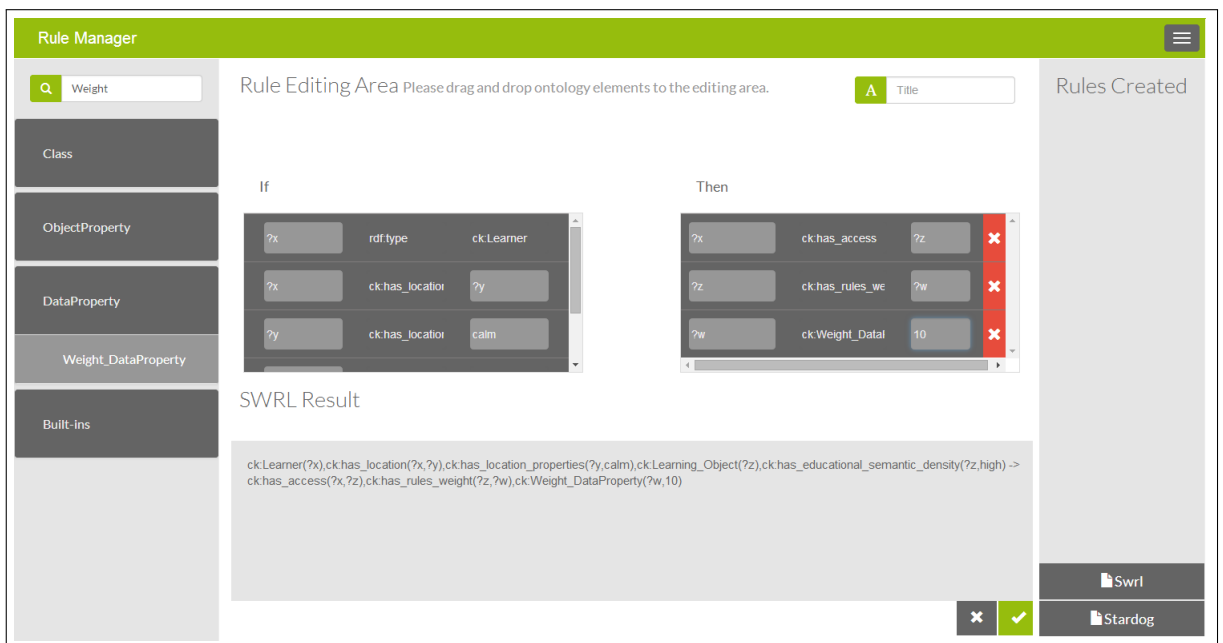 Rule Manager
Weight
Class
ObjectProperty
DataProperty
Weight_DataProperty
Built-ins
Rule Editing Area Please drag and drop ontology elements to the editing area.
A Title
If
?x rdf:type ck:Learner
?x ck:has_location ?y
?y ck:has_location calm
Then
?x ck:has_access ?z
?z ck:has_rules_we ?w
?w ck:Weight_Datal 10
SWRL Result
ck:Learner(?x),ck:has_location(?x,?y),ck:has_location_properties(?y,calm),ck:Learning_Object(?z),ck:has_educational_semantic_density(?z,high) ->
ck:has_access(?x,?z),ck:has_rules_weight(?z,?w),ck:Weight_DataProperty(?w,10)
Rules Created
Swrl
Stardog